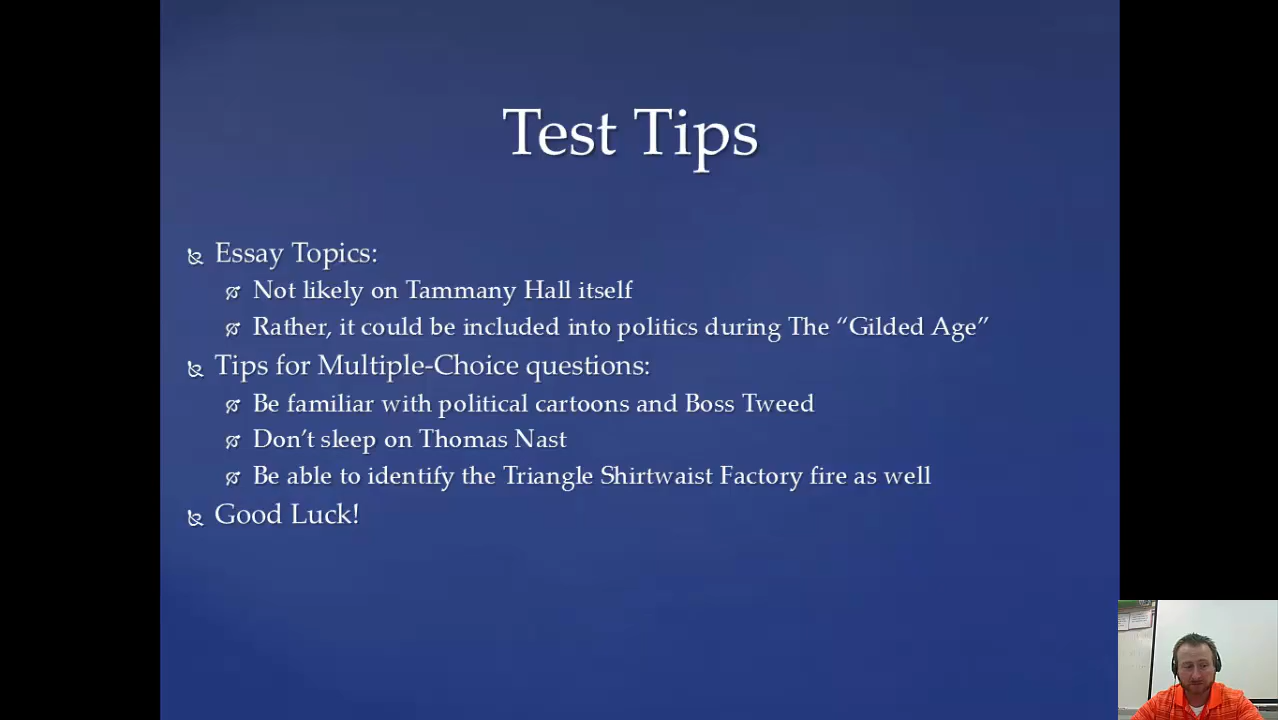 Test Tips
Essay Topics:
Not likely on Tammany Hall itself
Rather, it could be included into politics during The “Gilded Age”
Tips for Multiple-Choice questions:
Be familiar with political cartoons and Boss Tweed
Don’t sleep on Thomas Nast
Be able to identify the Triangle Shirtwaist Factory fire as well
Good Luck!